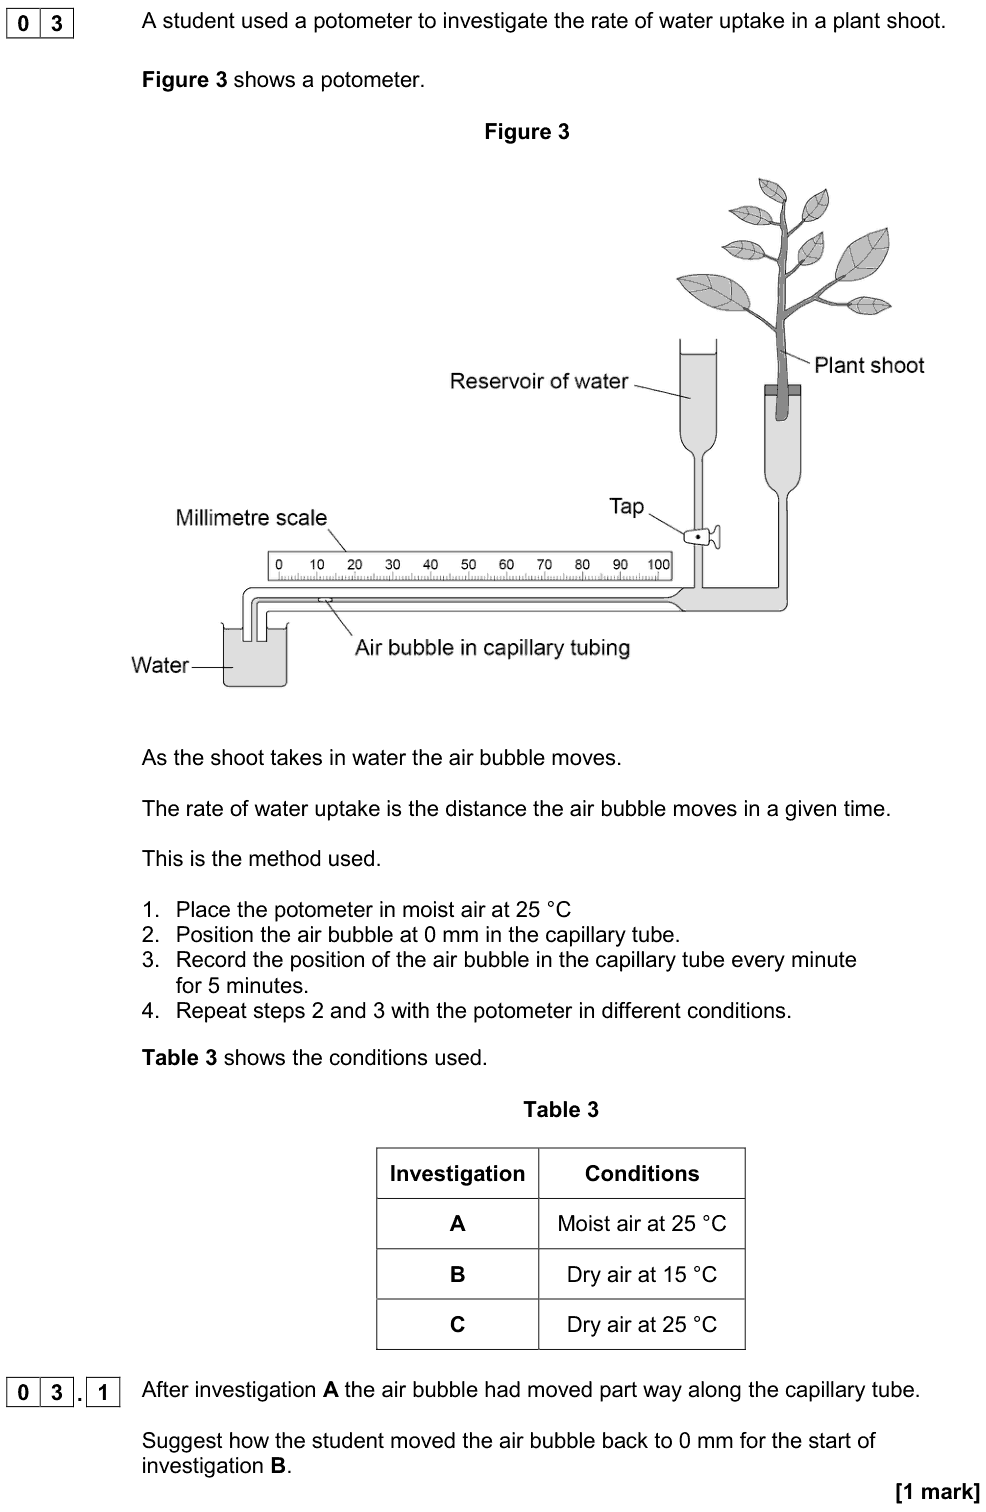 0 3 A student used a potometer to investigate the rate of water uptake in a plant shoot.
Figure 3 shows a potometer.
Figure 3
Plant shoot
Reservoir of water
Tap
Millimetre scale
0 10 20 30 40 50 60 70 80 90 100
Air bubble in capillary tubing
Water
As the shoot takes in water the air bubble moves.
The rate of water uptake is the distance the air bubble moves in a given time.
This is the method used.
1. Place the potometer in moist air at 25 °C
2. Position the air bubble at 0 mm in the capillary tube.
3. Record the position of the air bubble in the capillary tube every minute
for 5 minutes.
4. Repeat steps 2 and 3 with the potometer in different conditions.
Table 3 shows the conditions used.
Table 3
Investigation Conditions
A Moist air at 25 °C
B Dry air at 15 °C
C Dry air at 25 °C
0 3 . 1 After investigation A the air bubble had moved part way along the capillary tube.
Suggest how the student moved the air bubble back to 0 mm for the start of
investigation B.
[1 mark]